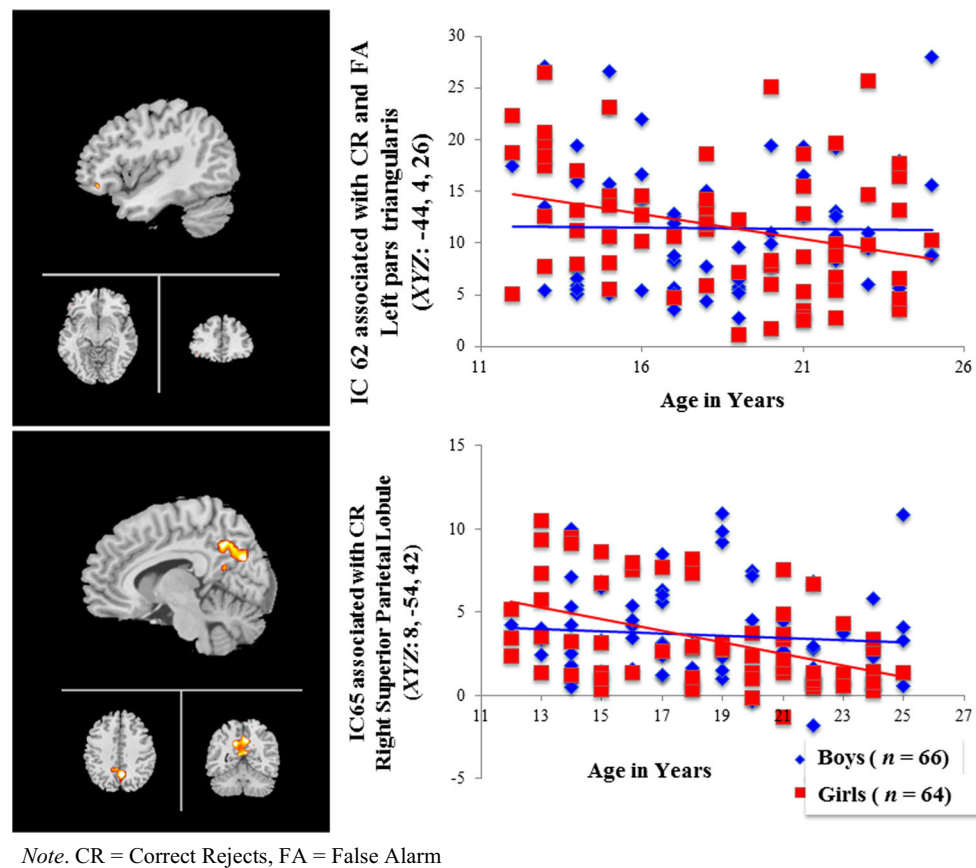 IC 62 associated with CR and FA
Left pars triangularis
(XYZ: -44, 4, 26)
30
25
20
15
10
5
0
11
16
21
26
Age in Years
IC65 associated with CR
Right Superior Parietal Lobule
(XYZ: 8, -54, 42)
15
10
5
0
-5
11
13
15
17
19
21
23
25
27
Age in Years
Boys ( n = 66)
Girls ( n = 64)
Note. CR = Correct Rejects, FA = False Alarm